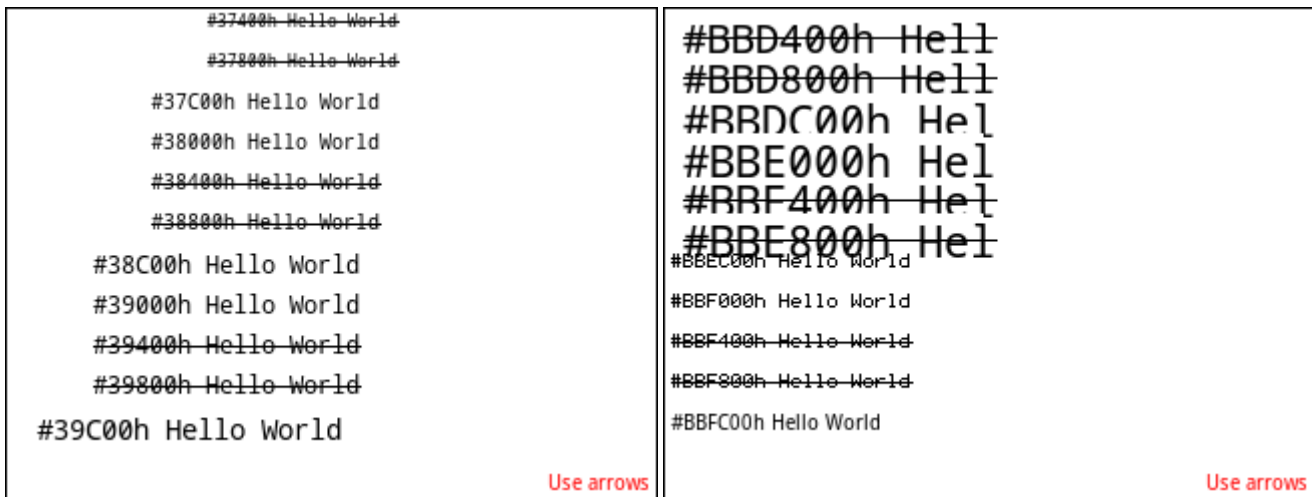 #37400h Hello World
#37800h Hello World
#37C00h Hello World
#38000h Hello World
#38400h Hello World
#38800h Hello World
#38C00h Hello World
#39000h Hello World
#39400h Hello World
#39800h Hello World
#39C00h Hello World
Use arrows
#BBD400h Hell
#BBD800h Hell
#BBDC00h Hel
#BBE000h Hel
#BBE400h Hel
#BBE800h Hel
#BBEC00h Hello World
#BBF000h Hello World
#BBF400h Hello World
#BBF800h Hello World
#BBFC00h Hello World
Use arrows